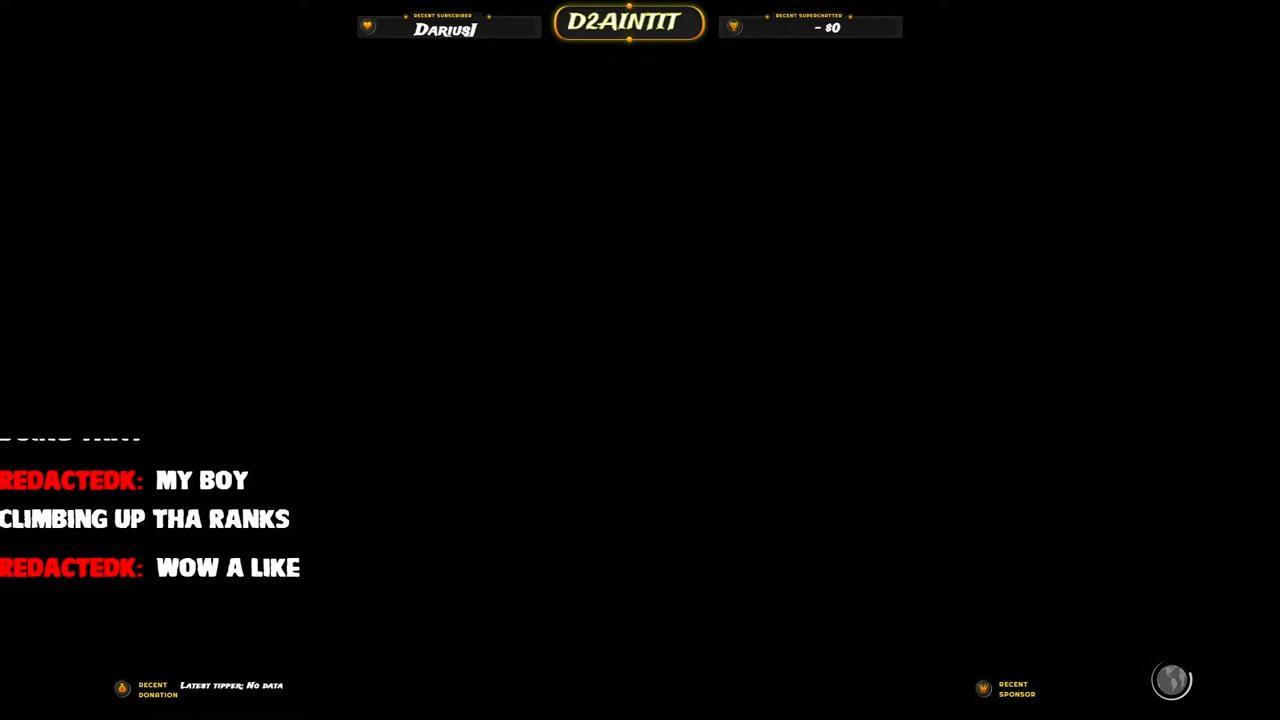 RECENT SUBSCRIBER
DariusJ
D2AINTIT
RECENT SUPERCHATTER
- $0
REDACTEDK: MY BOY
CLIMBING UP THA RANKS
REDACTEDK: WOW A LIKE
RECENT
DONATION
Latest tipper: No data
RECENT
SPONSOR